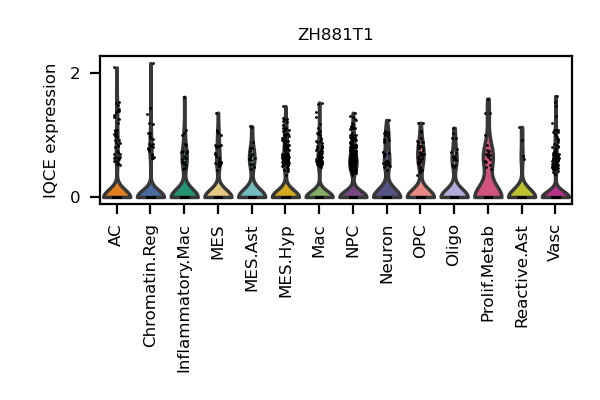 ZH881T1
IQCE expression
2
0
AC
Chromatin.Reg
Inflammatory.Mac
MES
MES.Ast
MES.Hyp
Mac
NPC
Neuron
OPC
Oligo
Prolif.Metab
Reactive.Ast
Vasc